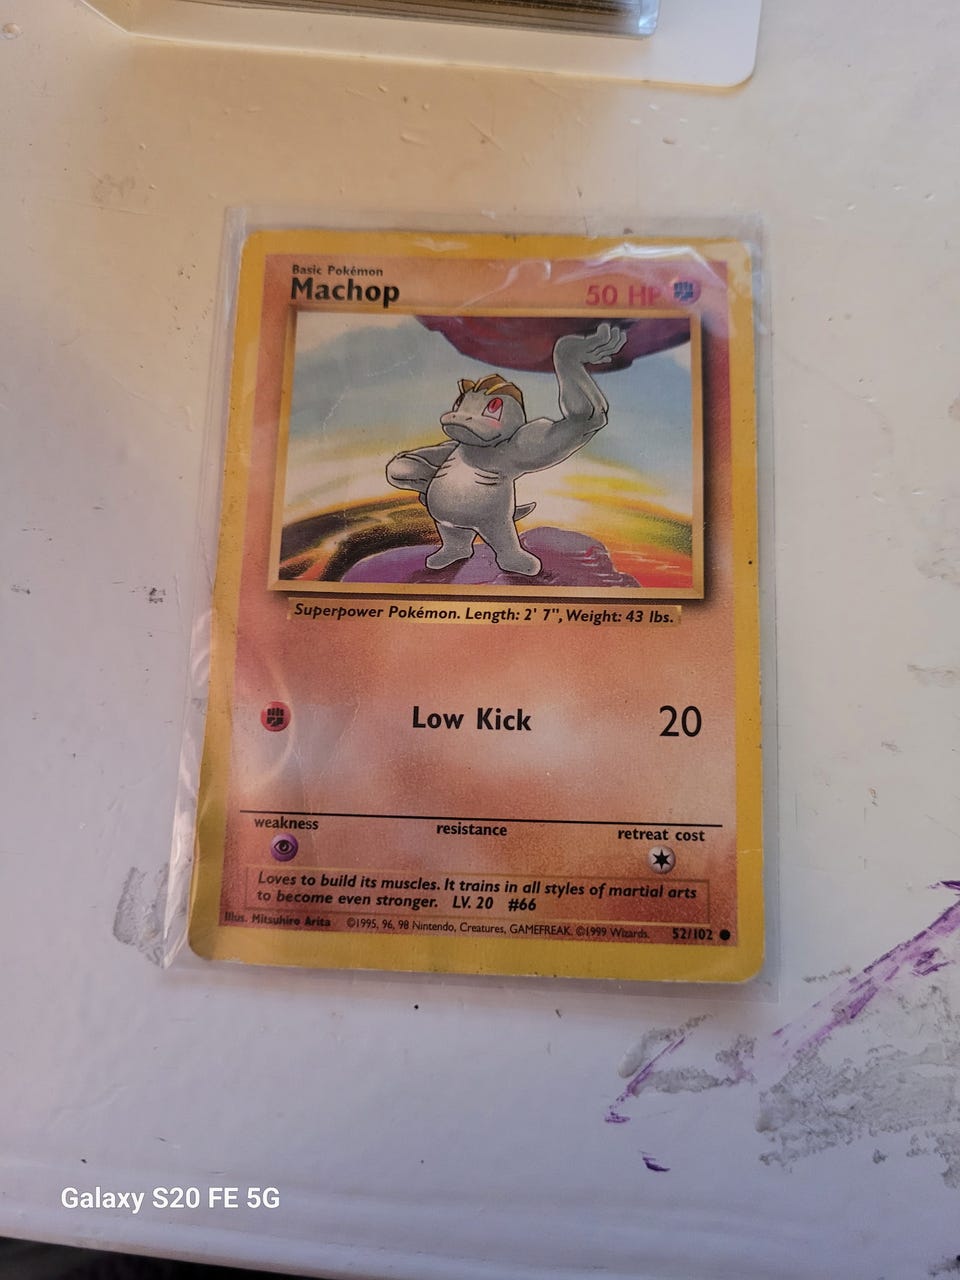 Basic Pokémon
Machop 50 HP
Superpower Pokémon. Length: 2' 7", Weight: 43 lbs.
Low Kick 20
weakness resistance retreat cost
Loves to build its muscles. It trains in all styles of martial arts
to become even stronger. LV. 20 #66
Illus. Mitsuhiro Arita ©1995, 96, 98 Nintendo, Creatures, GAMEFREAK. ©1999 Wizards. 52/102
Galaxy S20 FE 5G